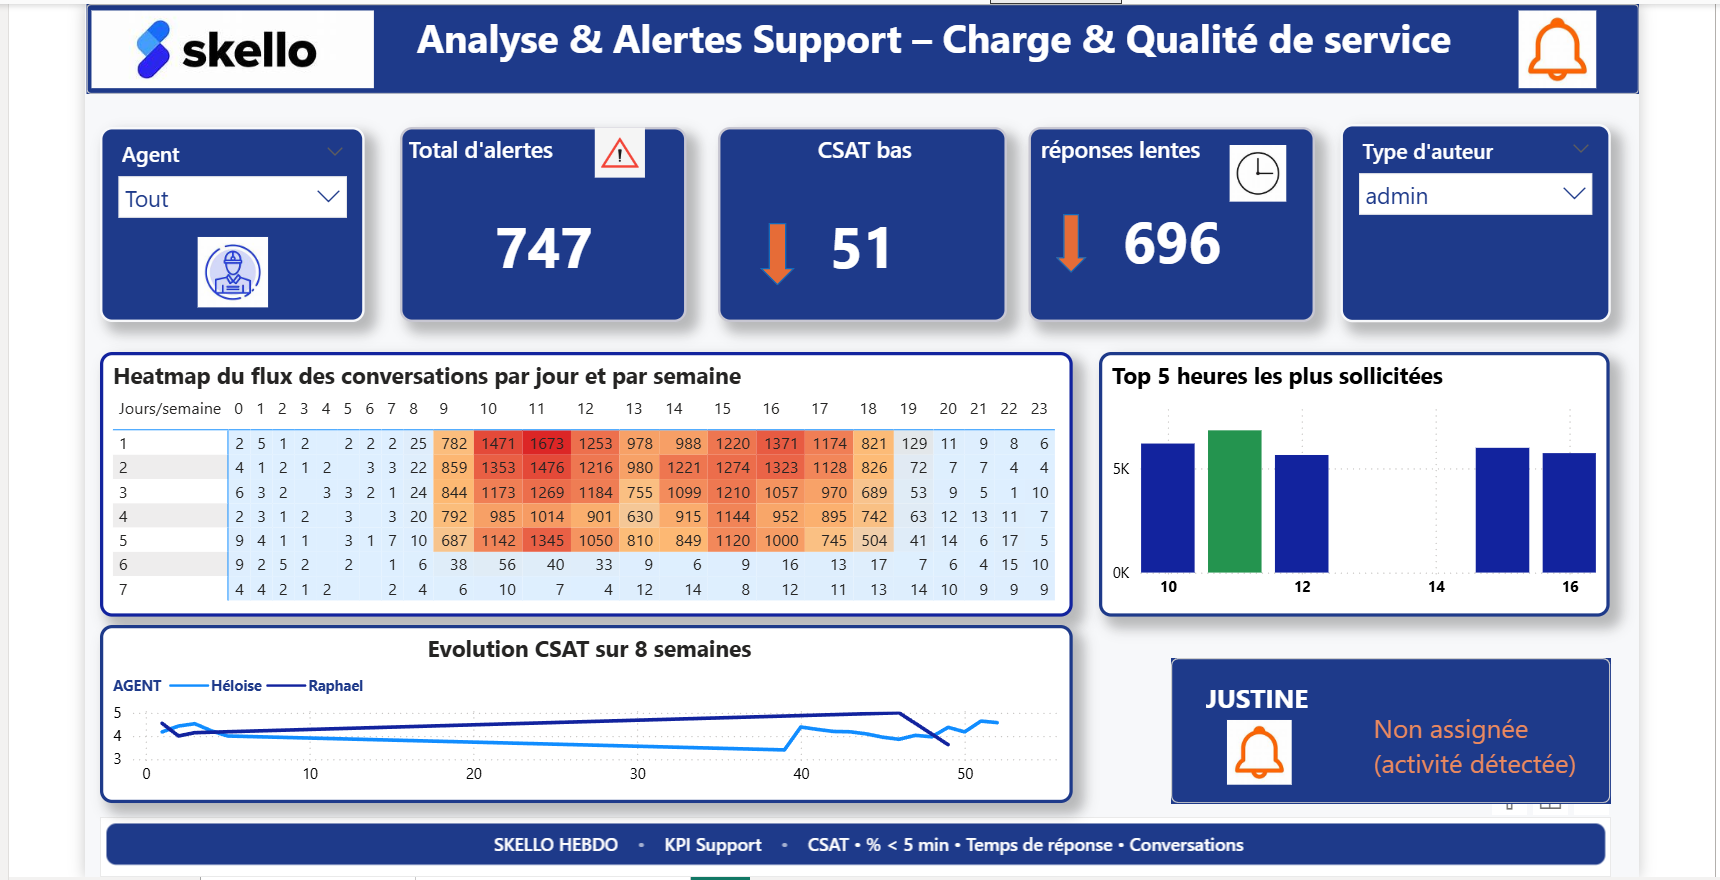 skello
Analyse & Alertes Support – Charge & Qualité de service
Agent
Tout
Total d'alertes
747
CSAT bas
51
réponses lentes
696
Type d'auteur
admin
Heatmap du flux des conversations par jour et par semaine
Jours/semaine 0 1 2 3 4 5 6 7 8 9 10 11 12 13 14 15 16 17 18 19 20 21 22 23
1 2 5 1 2 2 2 2 25 782 1471 1673 1253 978 988 1220 1371 1174 821 129 11 9 8 6
2 4 1 2 1 2 3 3 22 859 1353 1476 1216 980 1221 1274 1323 1128 826 72 7 7 4 4
3 6 3 2 3 3 2 1 24 844 1173 1269 1184 755 1099 1210 1057 970 689 53 9 5 1 10
4 2 3 1 2 3 3 20 792 985 1014 901 630 915 1144 952 895 742 63 12 13 11 7
5 9 4 1 1 3 1 7 10 687 1142 1345 1050 810 849 1120 1000 745 504 41 14 6 17 5
6 9 2 5 2 2 1 6 38 56 40 33 9 6 9 16 13 17 7 6 4 15 10
7 4 4 2 1 2 2 4 6 10 7 4 12 14 8 12 11 13 14 10 9 9 9
Top 5 heures les plus sollicitées
5K
0K
10 12 14 16
Evolution CSAT sur 8 semaines
AGENT Héloise Raphael
5
4
3
0 10 20 30 40 50
JUSTINE
Non assignée
(activité détectée)
SKELLO HEBDO • KPI Support • CSAT • % < 5 min • Temps de réponse • Conversations